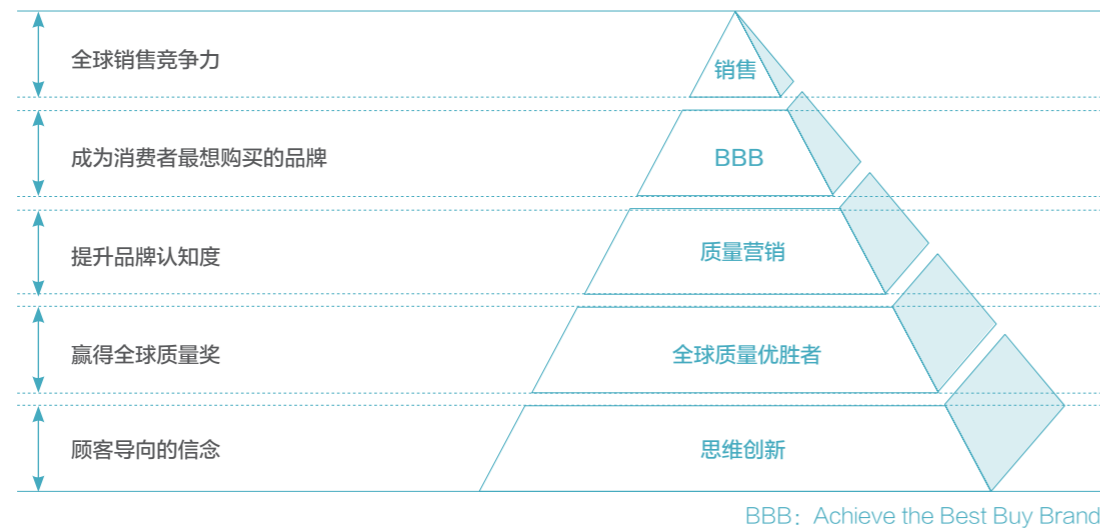 全球销售竞争力
销售
成为消费者最想购买的品牌
BBB
提升品牌认知度
质量营销
赢得全球质量奖
全球质量优胜者
顾客导向的信念
思维创新
BBB：Achieve the Best Buy Brand